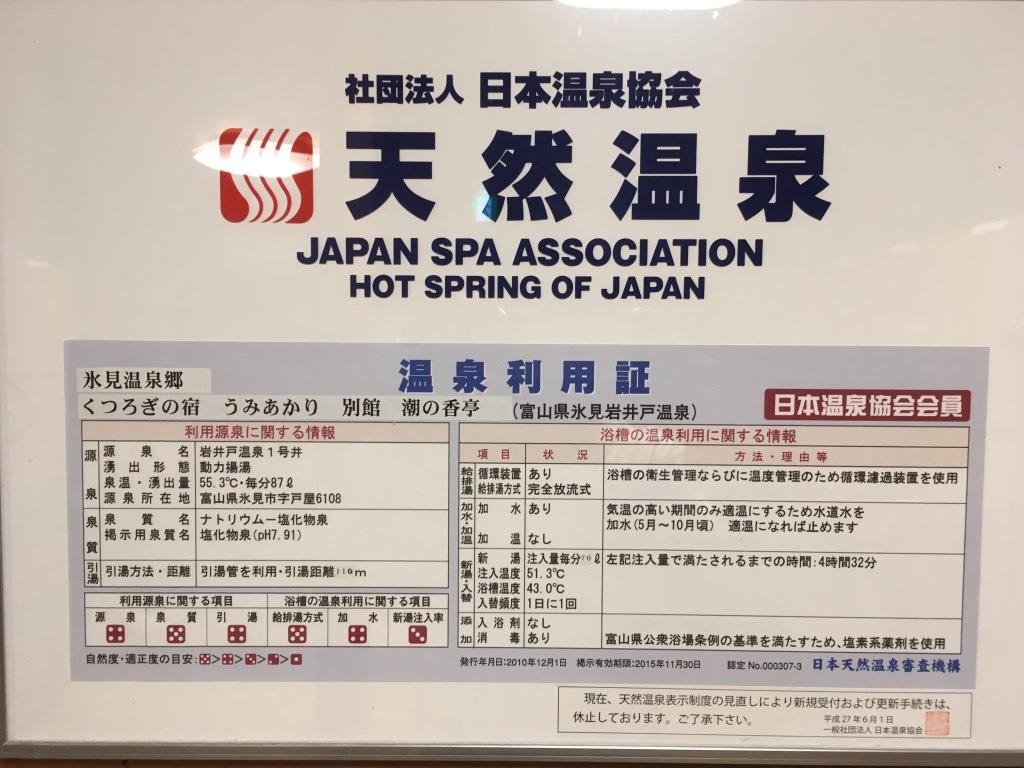 社団法人 日本温泉協会
天然温泉
JAPAN SPA ASSOCIATION
HOT SPRING OF JAPAN
温泉利用証
氷見温泉郷
くつろぎの宿 うみあかり 別館 潮の香亭 (富山県氷見岩井戸温泉)
日本温泉協会会員
利用源泉に関する情報
源泉
源泉名 岩井戸温泉1号井
湧出形態 動力揚湯
泉温・湧出量 55.3℃・毎分87ℓ
源泉所在地 富山県氷見市字戸屋6108
泉質
泉質名 ナトリウムー塩化物泉
掲示用泉質名 塩化物泉(pH7.91)
引湯
引湯方法・距離 引湯管を利用・引湯距離110m
利用源泉に関する項目 浴槽の温泉利用に関する項目
源泉 泉質 引湯 給排湯方式 加水 新湯注入率
自然度・適正度の目安: > > > >
浴槽の温泉利用に関する情報
項目 状況 方法・理由等
給排湯
循環装置 あり 浴槽の衛生管理ならびに温度管理のため循環濾過装置を使用
給排湯方式 完全放流式
加水・加温
加水 あり 気温の高い期間のみ適温にするため水道水を
加水(5月~10月頃) 適温になれば止めます
加温 なし
新湯・入替
新湯 注入量毎分 ℓ 左記注入量で満たされるまでの時間:4時間32分
注入温度 51.3℃
浴槽温度 43.0℃
入替頻度 1日に1回
添加
入浴剤 なし
消毒 あり 富山県公衆浴場条例の基準を満たすため、塩素系薬剤を使用
発行年月日:2010年12月1日 掲示有効期限:2015年11月30日 認定 No.000307-3 日本天然温泉審査機構
現在、天然温泉表示制度の見直しにより新規受付および更新手続きは、
休止しております。ご了承下さい。
平成27年6月1日
一般社団法人 日本温泉協会